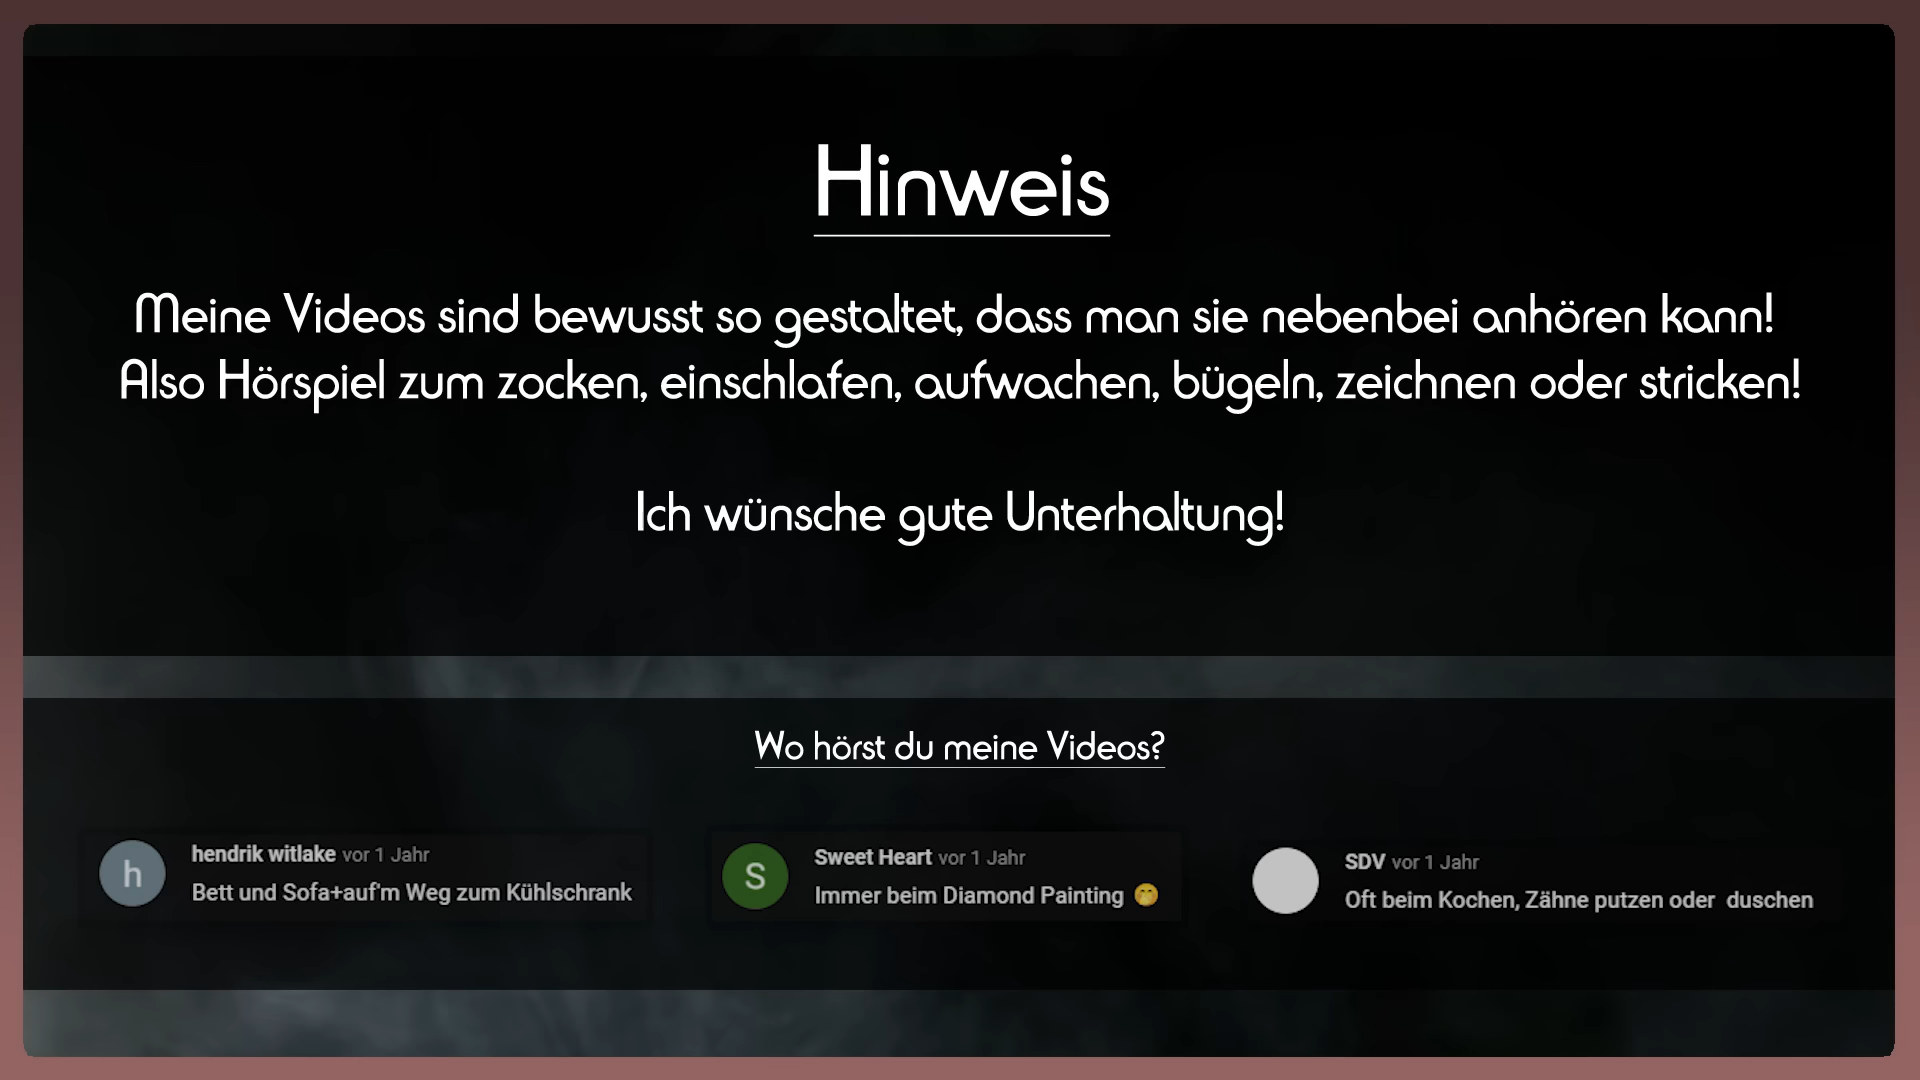 Hinweis
Meine Videos sind bewusst so gestaltet, dass man sie nebenbei anhören kann!
Also Hörspiel zum zocken, einschlafen, aufwachen, bügeln, zeichnen oder stricken!
Ich wünsche gute Unterhaltung!
Wo hörst du meine Videos?
h
hendrik witlake vor 1 Jahr
Bett und Sofa+auf'm Weg zum Kühlschrank
S
Sweet Heart vor 1 Jahr
Immer beim Diamond Painting 🤭
SDV vor 1 Jahr
Oft beim Kochen, Zähne putzen oder  duschen